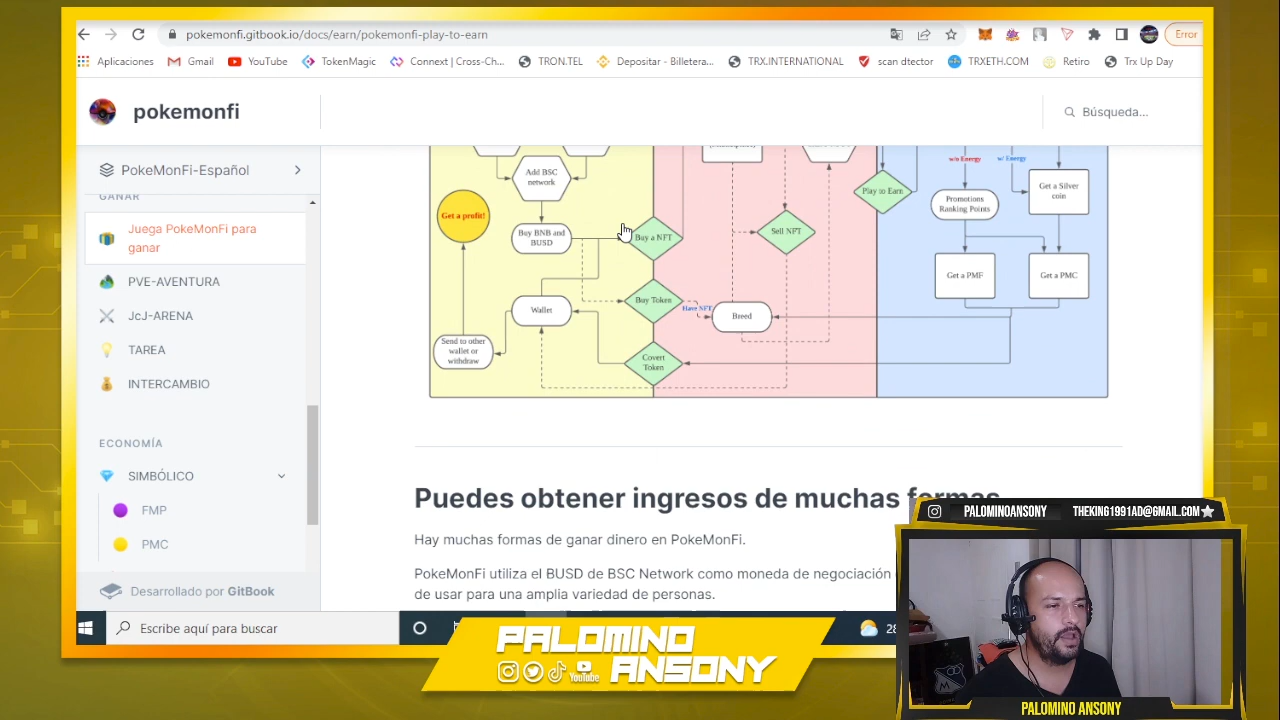 pokemonfi.gitbook.io/docs/earn/pokemonfi-play-to-earn
Error
Aplicaciones
Gmail
YouTube
TokenMagic
Connext | Cross-Ch...
TRON.TEL
Depositar - Billetera...
TRX.INTERNATIONAL
scan dtector
TRXETH.COM
Retiro
Trx Up Day
pokemonfi
Búsqueda...
PokeMonFi-Español
GANAR
Juega PokeMonFi para
ganar
PVE-AVENTURA
JcJ-ARENA
TAREA
INTERCAMBIO
ECONOMÍA
SIMBÓLICO
FMP
PMC
Desarrollado por GitBook
Add BSC
network
Get a profit!
Buy BNB and
BUSD
Buy a NFT
Wallet
Buy Token
Have NFT
Send to other
wallet or
withdraw
Covert
Token
Sell NFT
Breed
Play to Earn
w/o Energy
w/ Energy
Promotions
Ranking Points
Get a Silver
coin
Get a PMF
Get a PMC
Puedes obtener ingresos de muchas formas
Hay muchas formas de ganar dinero en PokeMonFi.
PokeMonFi utiliza el BUSD de BSC Network como moneda de negociación
de usar para una amplia variedad de personas.
Escribe aquí para buscar
28
PALOMINO
ANSONY
YouTube
PALOMINOANSONY
THEKING1991AD@GMAIL.COM
PALOMINO ANSONY